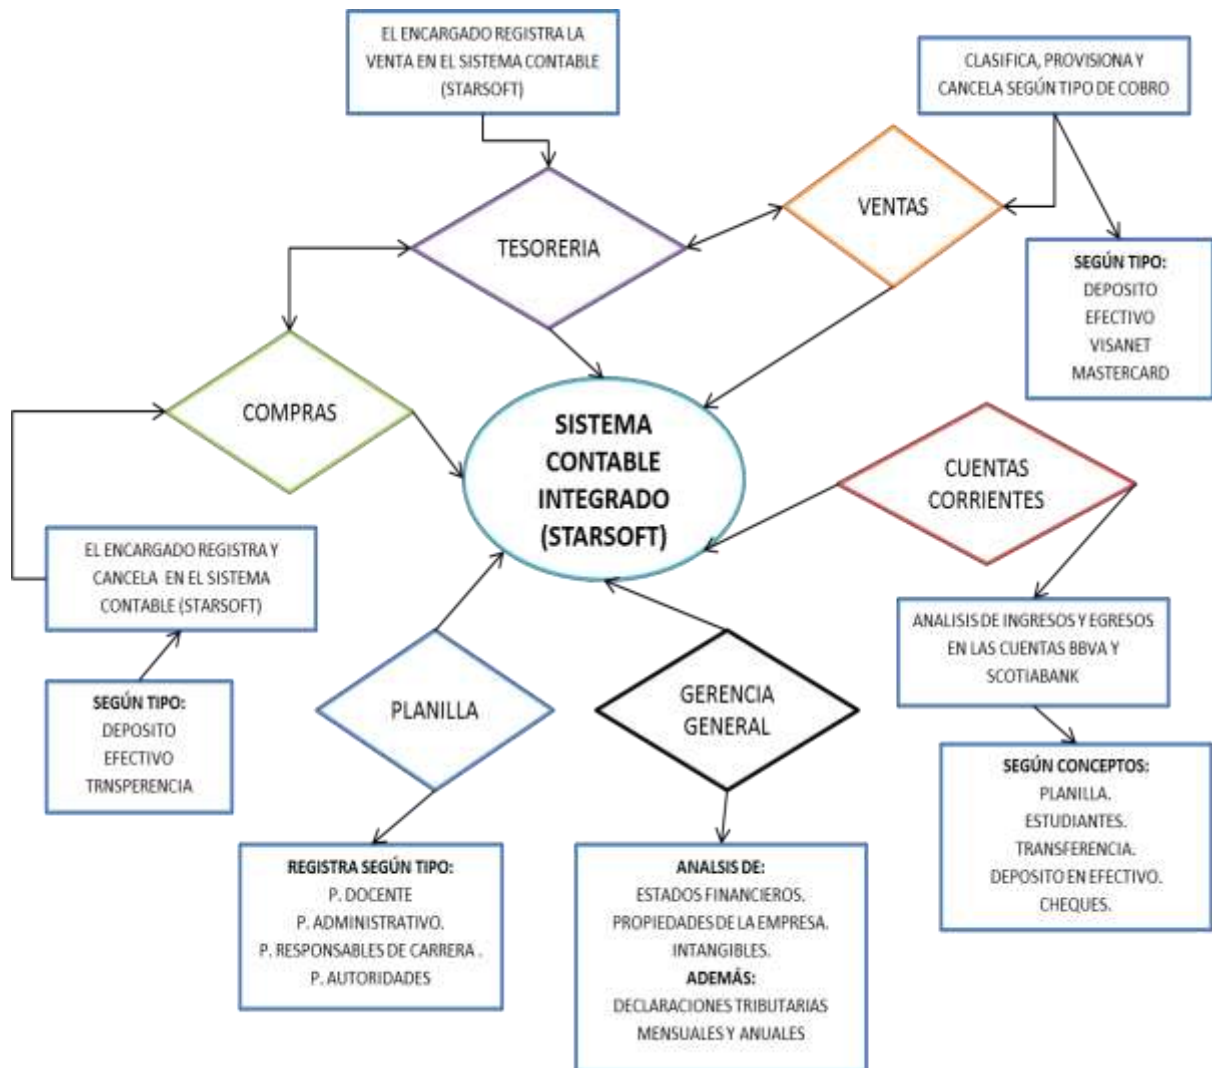 EL ENCARGADO REGISTRA LA
VENTA EN EL SISTEMA CONTABLE
(STARSOFT)
CLASIFICA, PROVISIONA Y
CANCELA SEGÚN TIPO DE COBRO
VENTAS
TESORERIA
SEGÚN TIPO:
DEPOSITO
EFECTIVO
VISANET
MASTERCARD
COMPRAS
SISTEMA
CONTABLE
INTEGRADO
(STARSOFT)
CUENTAS
CORRIENTES
EL ENCARGADO REGISTRA Y
CANCELA EN EL SISTEMA
CONTABLE (STARSOFT)
ANALISIS DE INGRESOS Y EGRESOS
EN LAS CUENTAS BBVA Y
SCOTIABANK
SEGÚN TIPO:
DEPOSITO
EFECTIVO
TRNSPERENCIA
PLANILLA
GERENCIA
GENERAL
SEGÚN CONCEPTOS:
PLANILLA.
ESTUDIANTES.
TRANSFERENCIA.
DEPOSITO EN EFECTIVO.
CHEQUES.
REGISTRA SEGÚN TIPO:
P. DOCENTE
P. ADMINISTRATIVO.
P. RESPONSABLES DE CARRERA .
P. AUTORIDADES
ANALSIS DE:
ESTADOS FINANCIEROS.
PROPIEDADES DE LA EMPRESA.
INTANGIBLES.
ADEMÁS:
DECLARACIONES TRIBUTARIAS
MENSUALES Y ANUALES